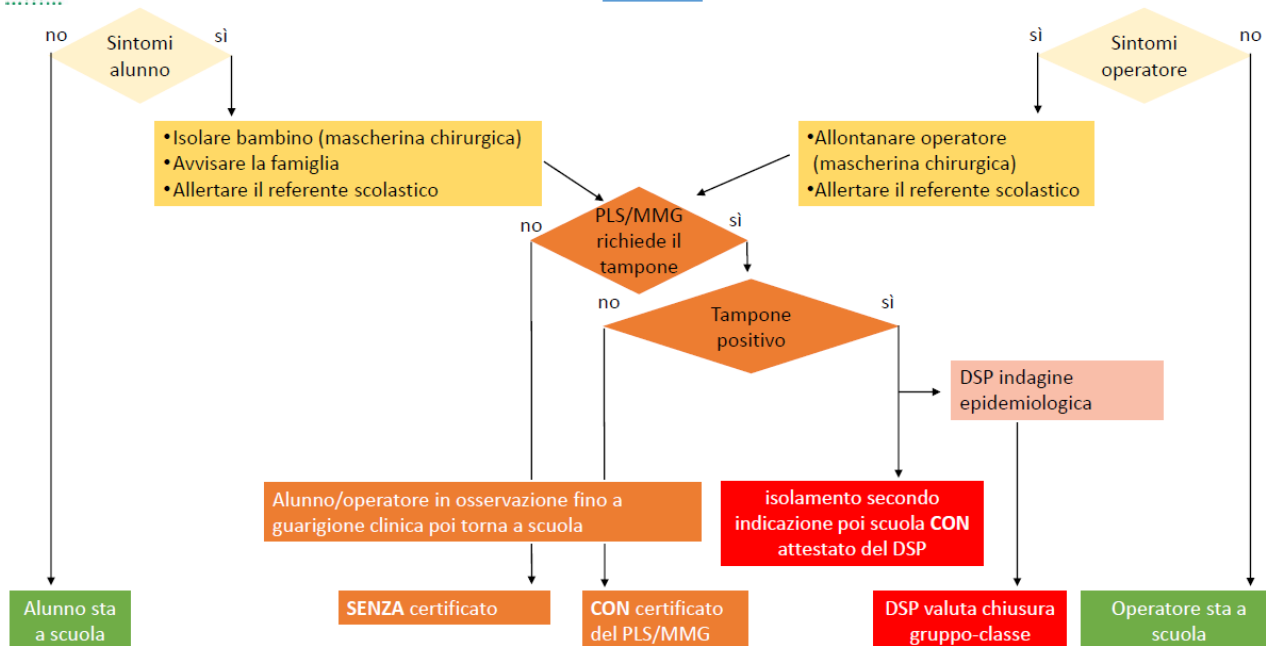 no
Sintomi
alunno
sì
sì
Sintomi
operatore
no
•Isolare bambino (mascherina chirurgica)
•Avvisare la famiglia
•Allertare il referente scolastico
•Allontanare operatore
(mascherina chirurgica)
•Allertare il referente scolastico
no
PLS/MMG
richiede il
tampone
sì
no
Tampone
positivo
sì
DSP indagine
epidemiologica
Alunno/operatore in osservazione fino a
guarigione clinica poi torna a scuola
isolamento secondo
indicazione poi scuola CON
attestato del DSP
Alunno sta
a scuola
SENZA certificato
CON certificato
del PLS/MMG
DSP valuta chiusura
gruppo-classe
Operatore sta a
scuola